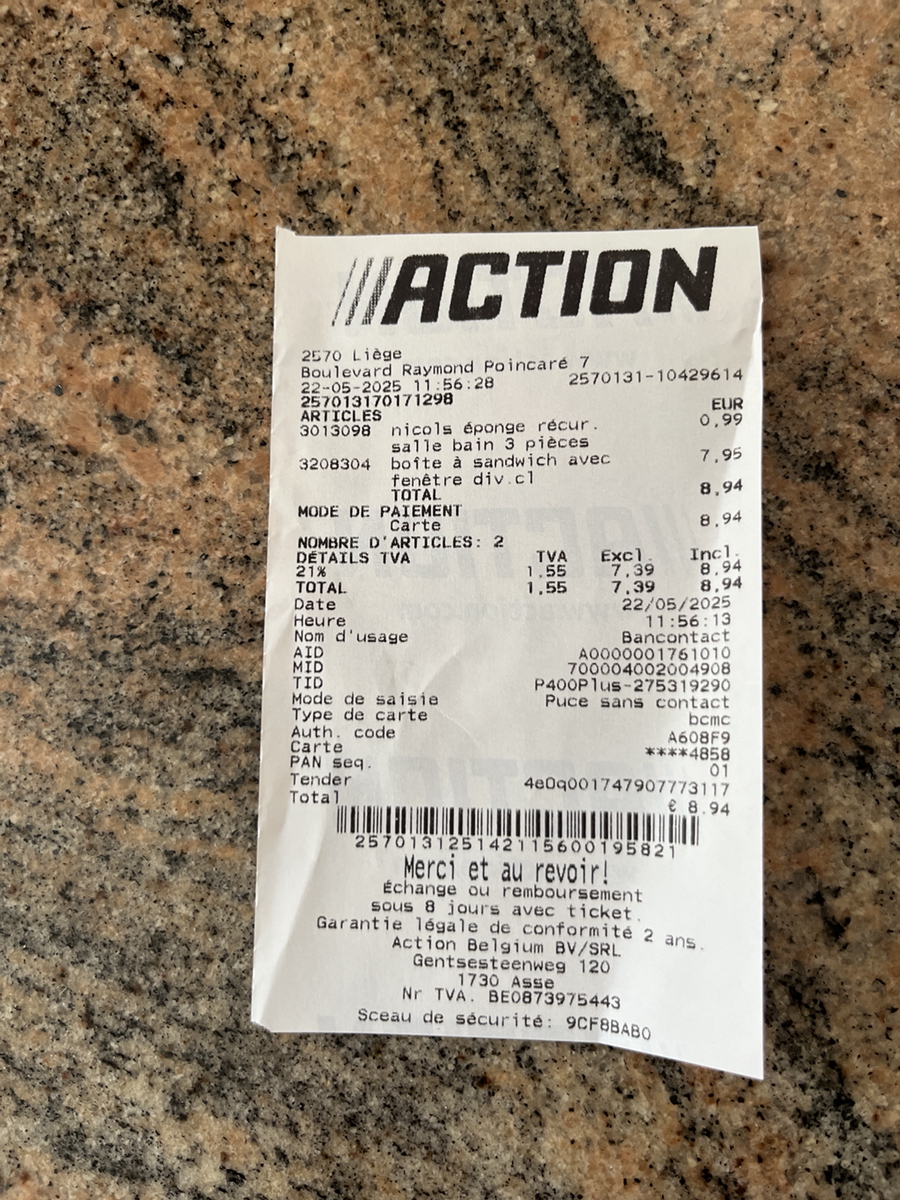 ACTION
2570 Liège
Boulevard Raymond Poincaré 7
22-05-2025 11:56:28 2570131-10429614
257013170171298 EUR
ARTICLES
3013098 nicols éponge récur. 0,99
salle bain 3 pièces
3208304 boîte à sandwich avec 7,95
fenêtre div.cl
TOTAL 8,94
MODE DE PAIEMENT
Carte 8,94
NOMBRE D'ARTICLES: 2
DÉTAILS TVA TVA Excl. Incl.
21% 1,55 7,39 8,94
TOTAL 1,55 7,39 8,94
Date 22/05/2025
Heure 11:56:13
Nom d'usage Bancontact
AID A0000001761010
MID 700004002004908
TID P400Plus-275319290
Mode de saisie Puce sans contact
Type de carte bcmc
Auth. code A608F9
Carte ****4858
PAN seq. 01
Tender 4e0q001747907773117
Total € 8.94
257013125142115600195821
Merci et au revoir!
Échange ou remboursement
sous 8 jours avec ticket.
Garantie légale de conformité 2 ans.
Action Belgium BV/SRL
Gentsesteenweg 120
1730 Asse
Nr TVA. BE0873975443
Sceau de sécurité: 9CF8BAB0